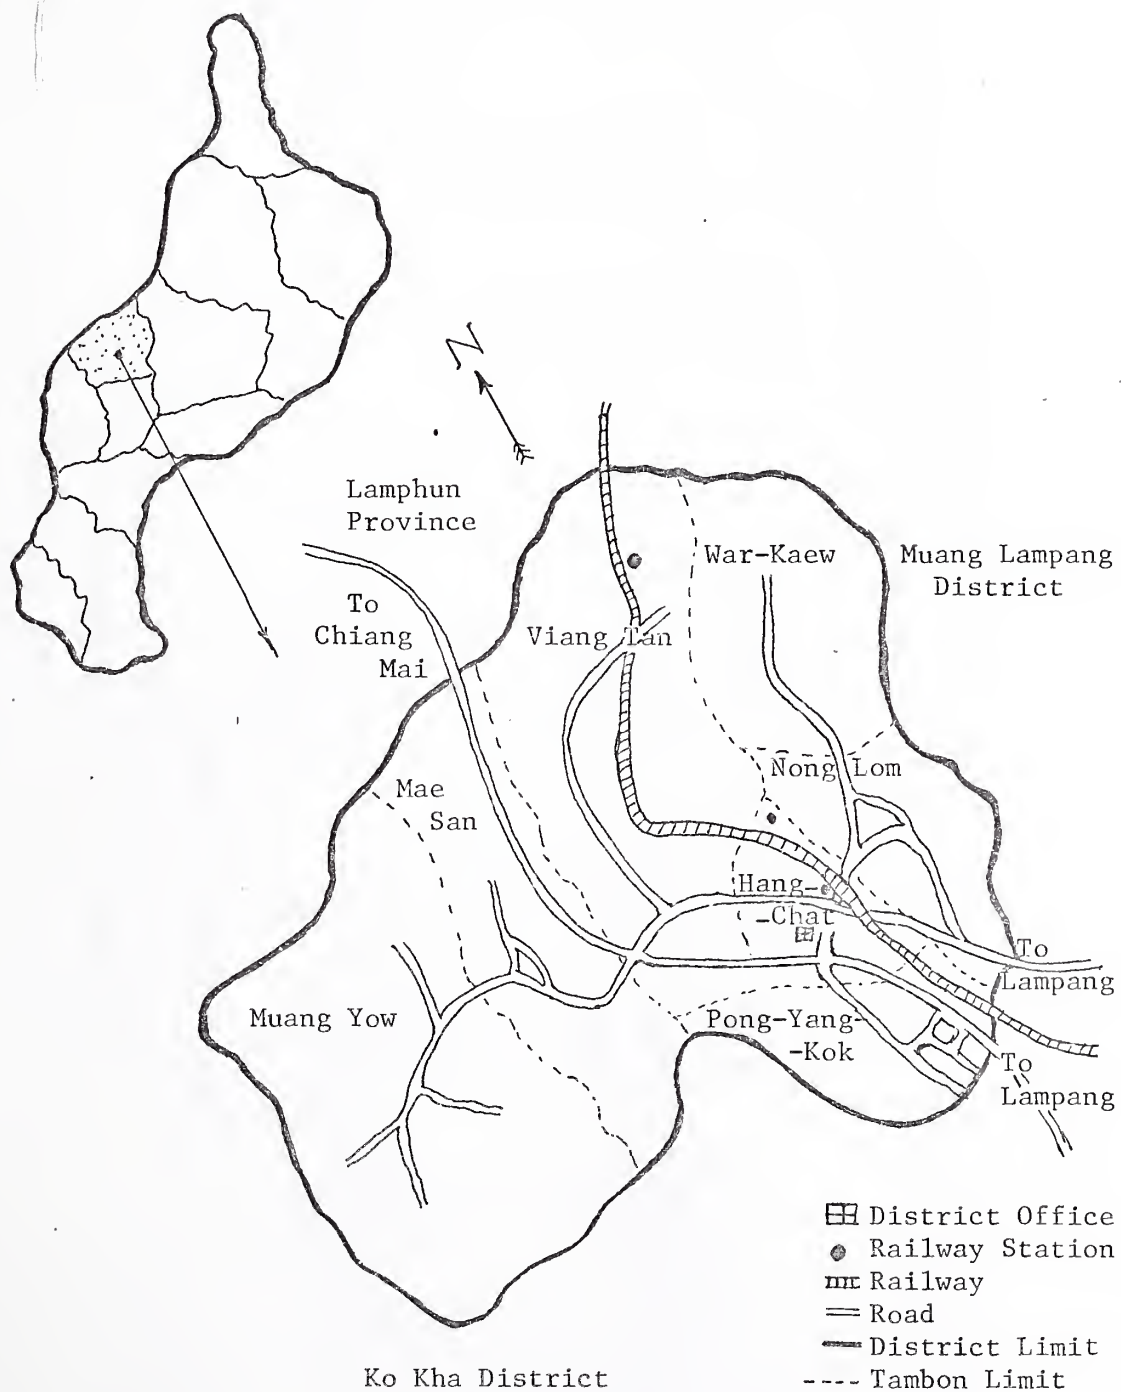 N
Lamphun
Province
War-Kaew
Muang Lampang
District
To
Chiang
Mai
Viang Tan
Nong Lom
Mae
San
Hang-
-Chat
To
Lampang
Muang Yow
Pong-Yang-
-Kok
To
Lampang
District Office
Railway Station
Railway
Road
District Limit
Tambon Limit
Ko Kha District